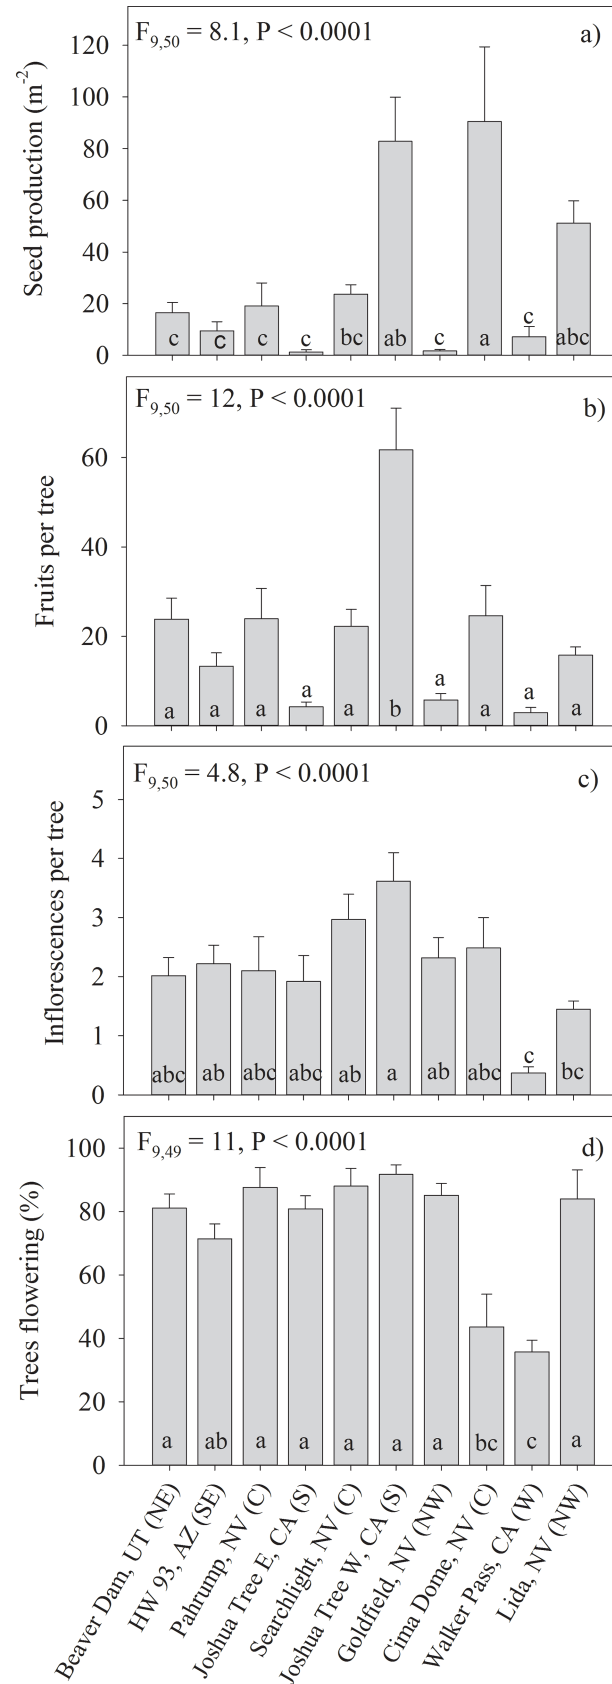 F9,50 = 8.1, P < 0.0001
a)
Seed production (m-2)
120
100
80
60
40
20
0
c
c
c
c
bc
ab
c
a
c
abc
F9,50 = 12, P < 0.0001
b)
Fruits per tree
60
40
20
0
a
a
a
a
a
b
a
a
a
a
F9,50 = 4.8, P < 0.0001
c)
Inflorescences per tree
5
4
3
2
1
0
abc
ab
abc
abc
ab
a
ab
abc
c
bc
F9,49 = 11, P < 0.0001
d)
Trees flowering (%)
100
80
60
40
20
0
a
ab
a
a
a
a
a
bc
c
a
Beaver Dam, UT (NE)
HW 93, AZ (SE)
Pahrump, NV (C)
Joshua Tree E, CA (S)
Searchlight, NV (C)
Joshua Tree W, CA (S)
Goldfield, NV (NW)
Cima Dome, NV (C)
Walker Pass, CA (W)
Lida, NV (NW)